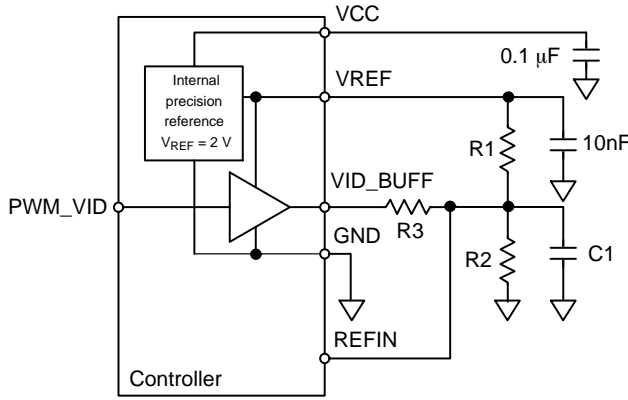 VCC
0.1 μF
Internal
precision
reference
VREF = 2 V
VREF
R1
10nF
PWM_VID
VID_BUFF
R3
GND
R2
C1
REFIN
Controller